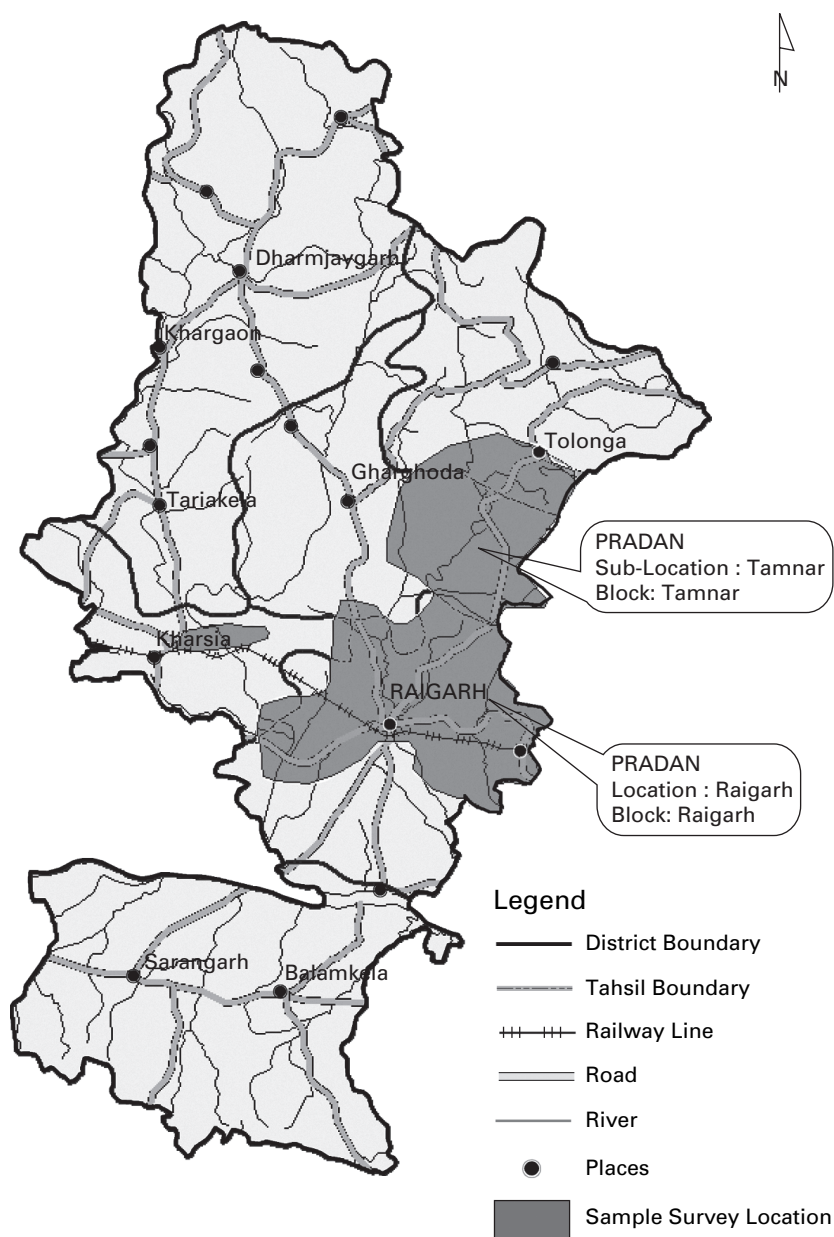 N
Dharmjaygarh
Khargaon
Tolonga
Gharghoda
Tariakela
PRADAN
Sub-Location : Tamnar
Block: Tamnar
Kharsia
RAIGARH
PRADAN
Location : Raigarh
Block: Raigarh
Sarangarh
Balamkela
Legend
District Boundary
Tahsil Boundary
Railway Line
Road
River
Places
Sample Survey Location